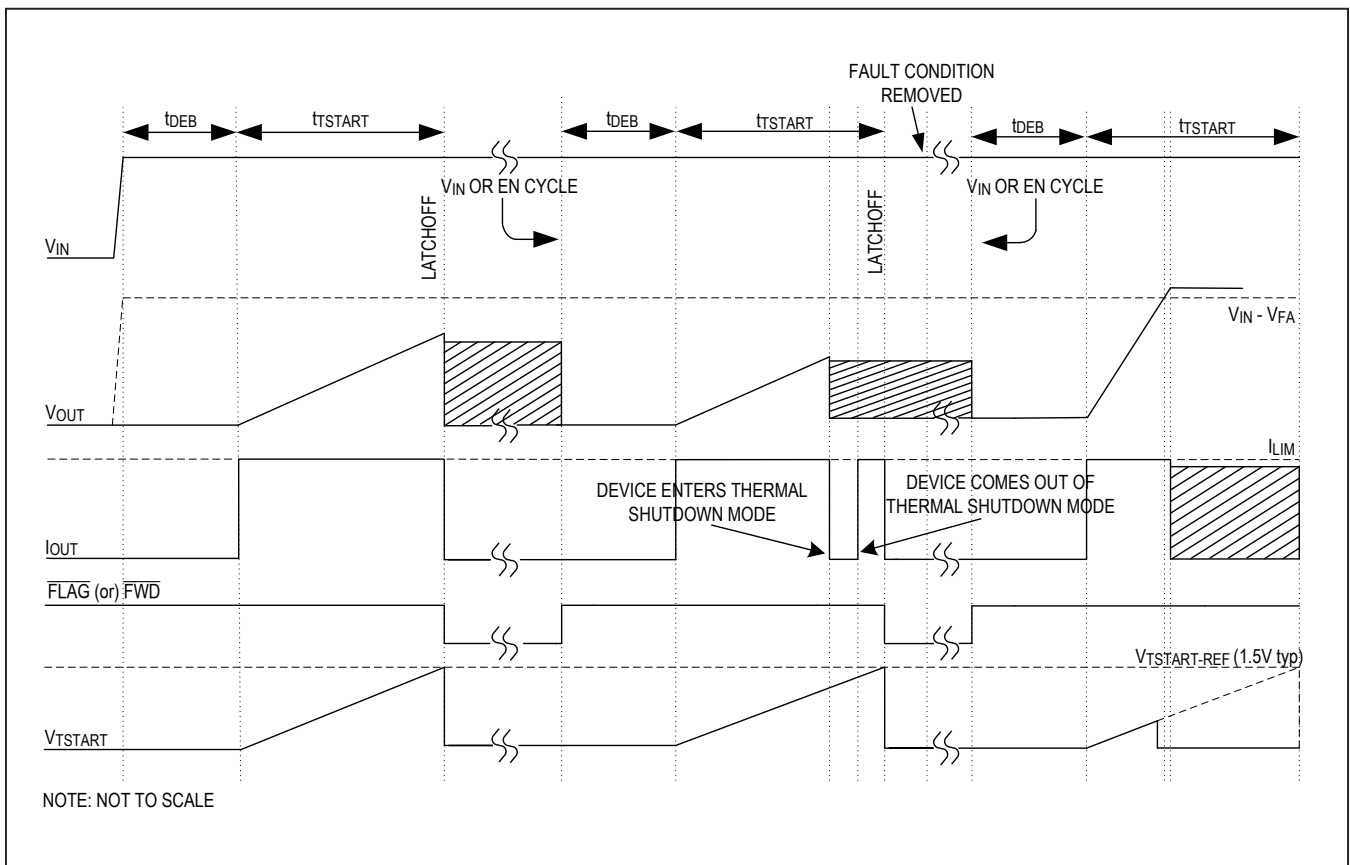 FAULT CONDITION
REMOVED
tDEB
tTSTART
tDEB
tTSTART
tDEB
tTSTART
VIN OR EN CYCLE
VIN OR EN CYCLE
LATCHOFF
LATCHOFF
VIN
VIN - VFA
VOUT
ILIM
DEVICE ENTERS THERMAL
SHUTDOWN MODE
DEVICE COMES OUT OF
THERMAL SHUTDOWN MODE
IOUT
FLAG (or) FWD
VTSTART-REF (1.5V typ)
VTSTART
NOTE: NOT TO SCALE